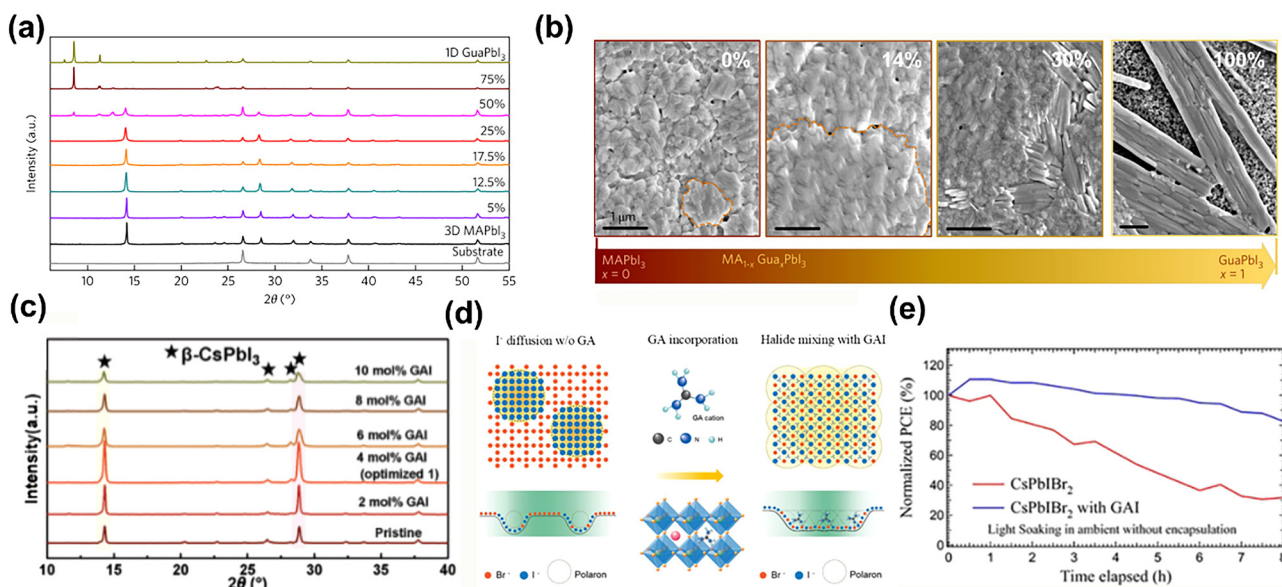 (a)
1D GuaPbI₃
75%
50%
25%
17.5%
12.5%
5%
3D MAPbI₃
Substrate
Intensity (a.u.)
10 15 20 25 30 35 40 45 50 55
2θ (°)
(b)
0%
14%
30%
100%
1 μm
MAPbI₃
x = 0
MA₁₋ₓ GuaₓPbI₃
GuaPbI₃
x = 1
(c)
★ β-CsPbI₃
10 mol% GAI
8 mol% GAI
6 mol% GAI
4 mol% GAI
(optimized 1)
2 mol% GAI
Pristine
Intensity(a.u.)
10 15 20 25 30 35 40
2θ (°)
(d)
I⁻ diffusion w/o GA
GA incorporation
Halide mixing with GAI
GA cation
C N H
Br⁻ I⁻ Polaron
Br⁻ I⁻ Polaron
(e)
Normalized PCE (%)
120
100
80
60
40
20
0
CsPbIBr₂
CsPbIBr₂ with GAI
Light Soaking in ambient without encapsulation
0 1 2 3 4 5 6 7 8
Time elapsed (h)